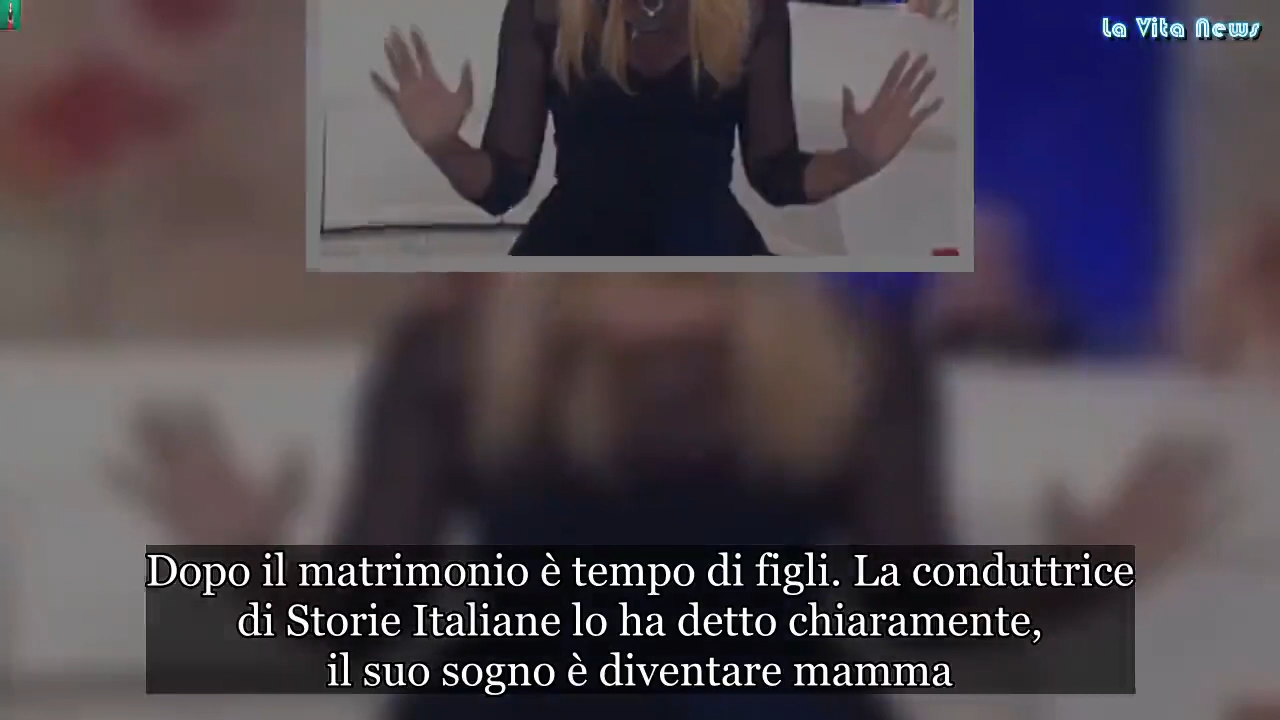 La Vita News
Dopo il matrimonio è tempo di figli. La conduttrice
di Storie Italiane lo ha detto chiaramente,
il suo sogno è diventare mamma